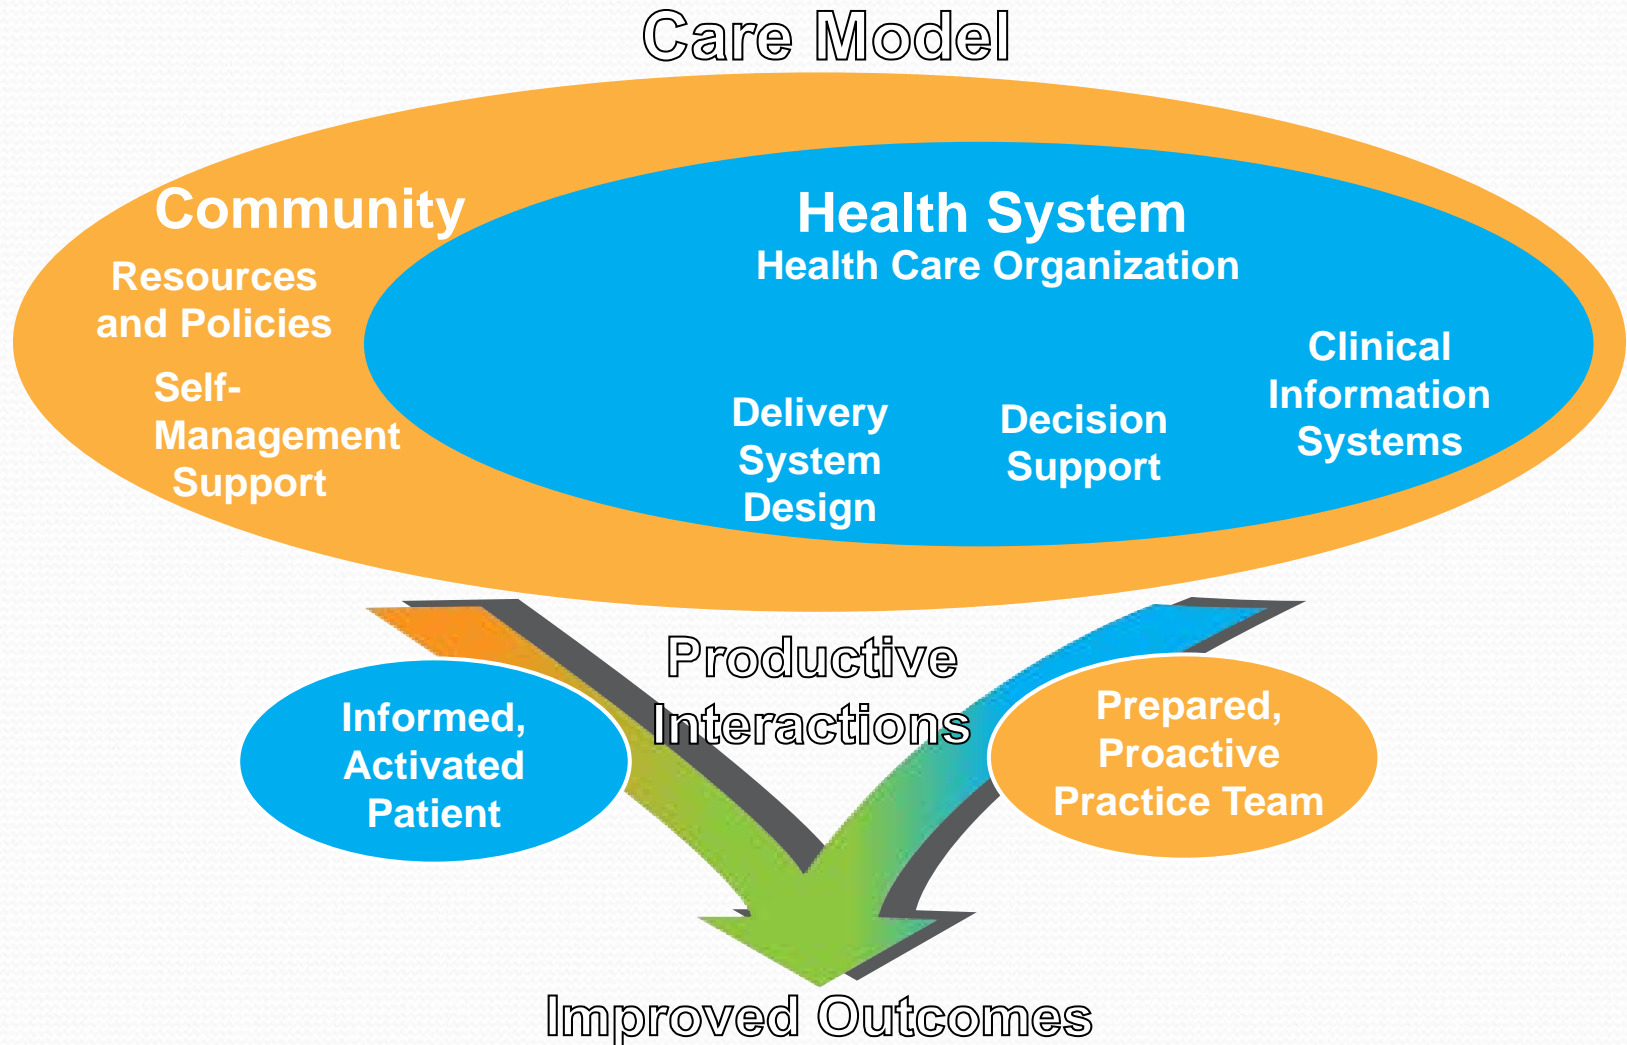 Care Model
Community
Resources
and Policies
Self-
Management
Support
Health System
Health Care Organization
Delivery
System
Design
Decision
Support
Clinical
Information
Systems
Productive
Interactions
Informed,
Activated
Patient
Prepared,
Proactive
Practice Team
Improved Outcomes